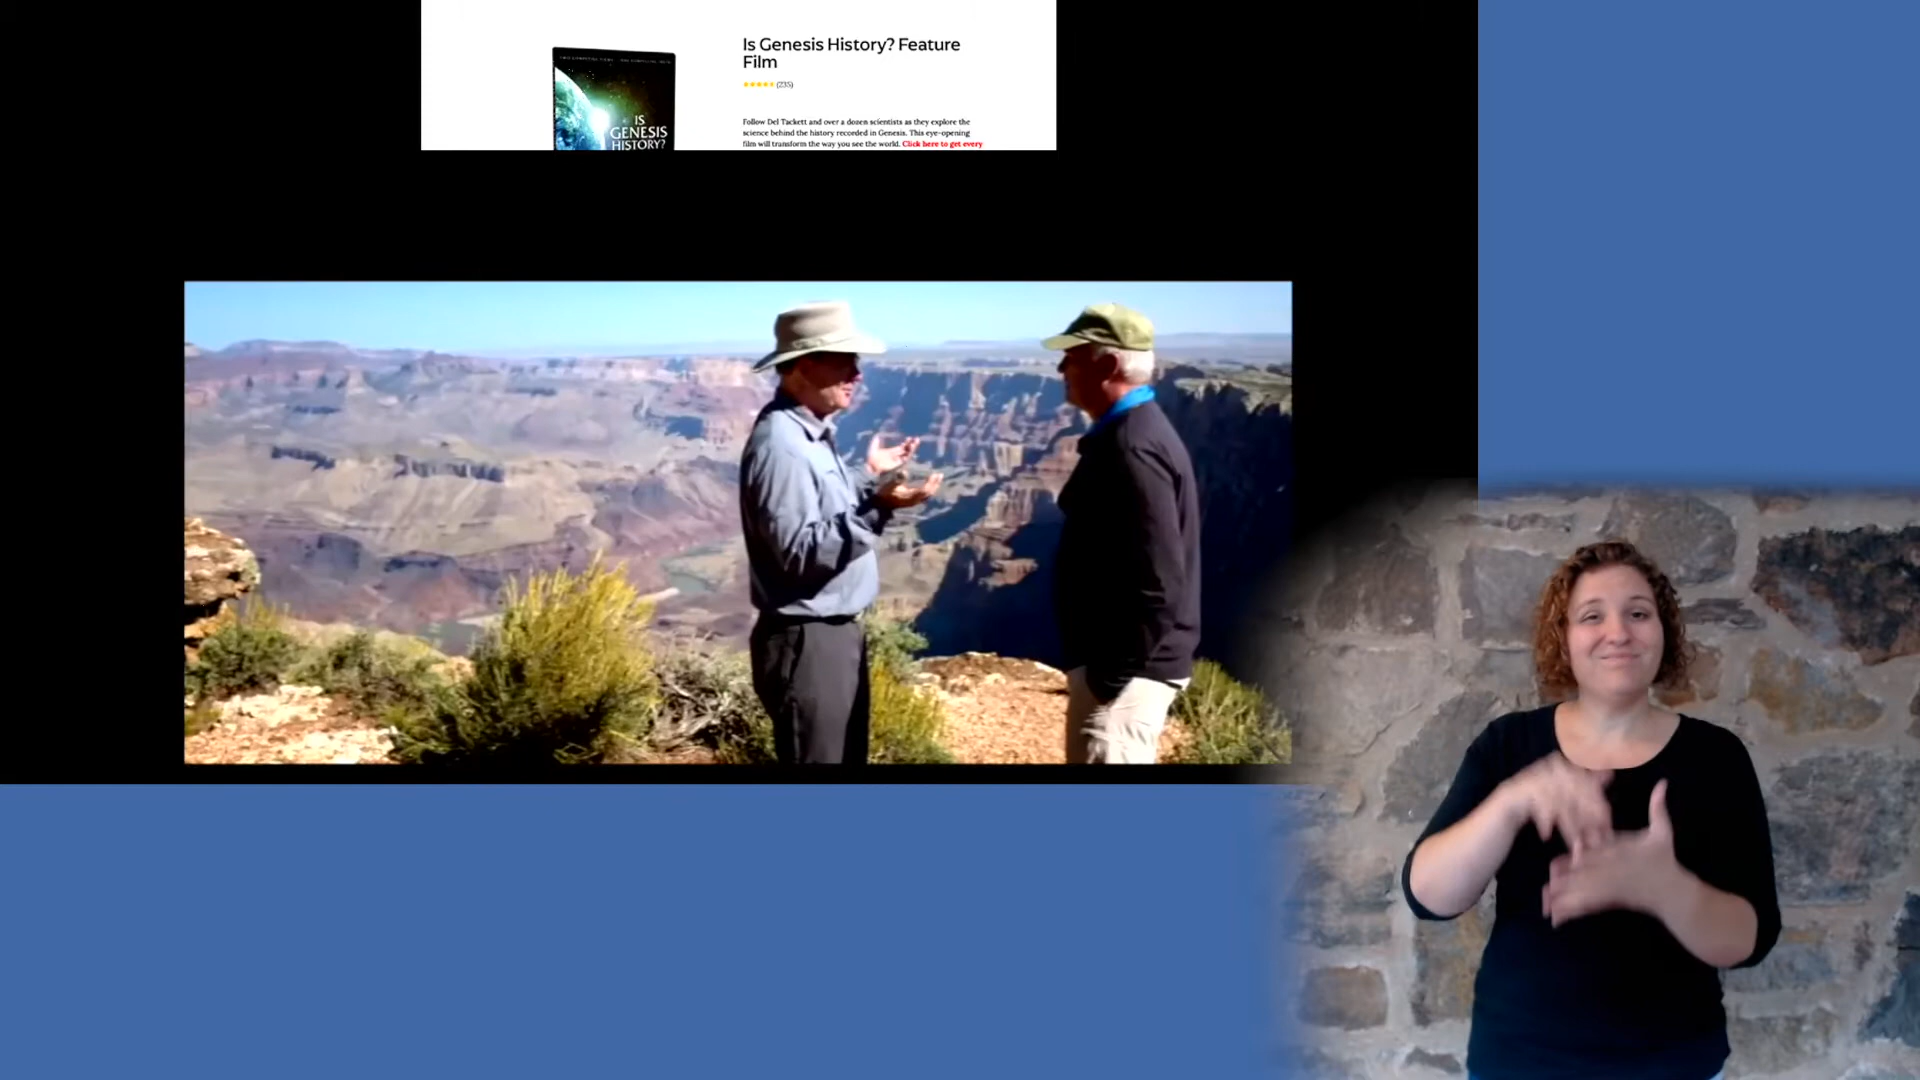 Is Genesis History? Feature
Film
(235)
Follow Del Tackett and over a dozen scientists as they explore the
science behind the history recorded in Genesis. This eye-opening
film will transform the way you see the world. Click here to get every
IS
GENESIS
HISTORY?